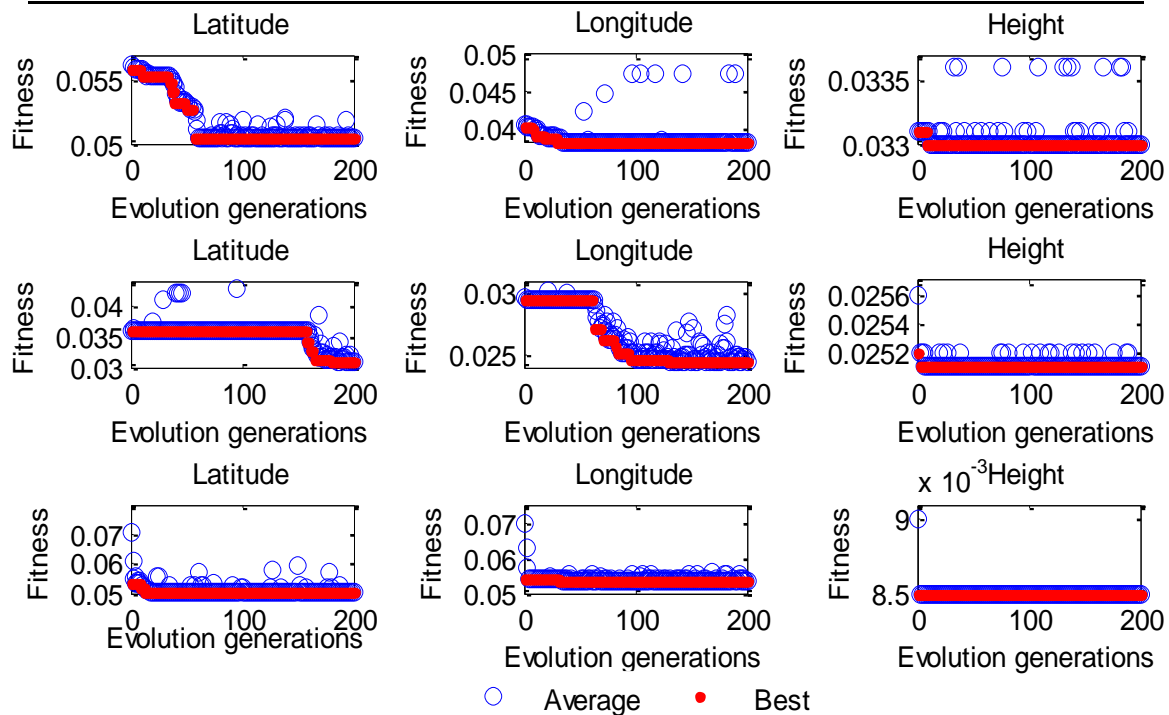 Latitude
Longitude
Height
Fitness
0.055
0.05
0 100 200
Evolution generations
Fitness
0.05
0.045
0.04
0 100 200
Evolution generations
Fitness
0.0335
0.033
0 100 200
Evolution generations
Latitude
Longitude
Height
Fitness
0.04
0.035
0.03
0 100 200
Evolution generations
Fitness
0.03
0.025
0 100 200
Evolution generations
Fitness
0.0256
0.0254
0.0252
0 100 200
Evolution generations
Latitude
Longitude
x 10-3 Height
Fitness
0.07
0.06
0.05
0 100 200
Evolution generations
Fitness
0.07
0.06
0.05
0 100 200
Evolution generations
Fitness
9
8.5
0 100 200
Evolution generations
Average Best